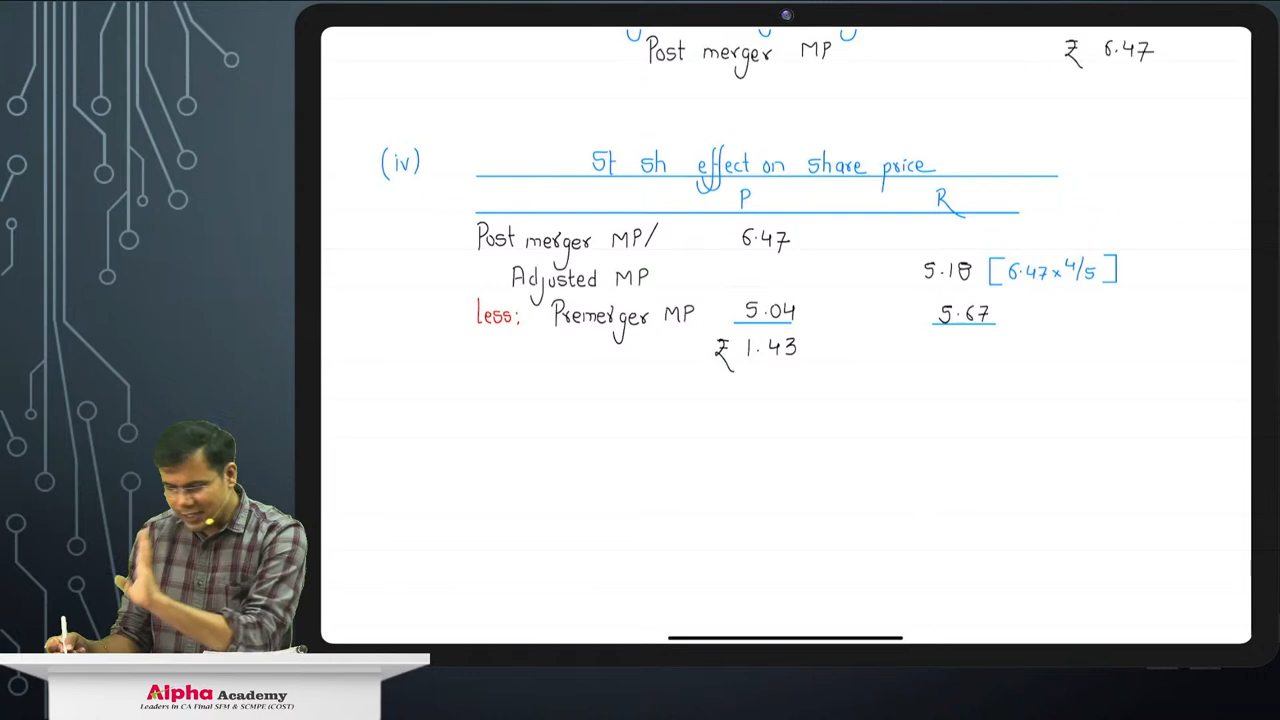 Post merger MP ₹ 6.47
(iv) St sh effect on share price
P R
Post merger MP/ 6.47
Adjusted MP 5.18 [6.47×4/5]
less: Premerger MP 5.04 5.67
₹ 1.43
Alpha Academy
Leaders in CA Final SFM & SCMPE (COST)